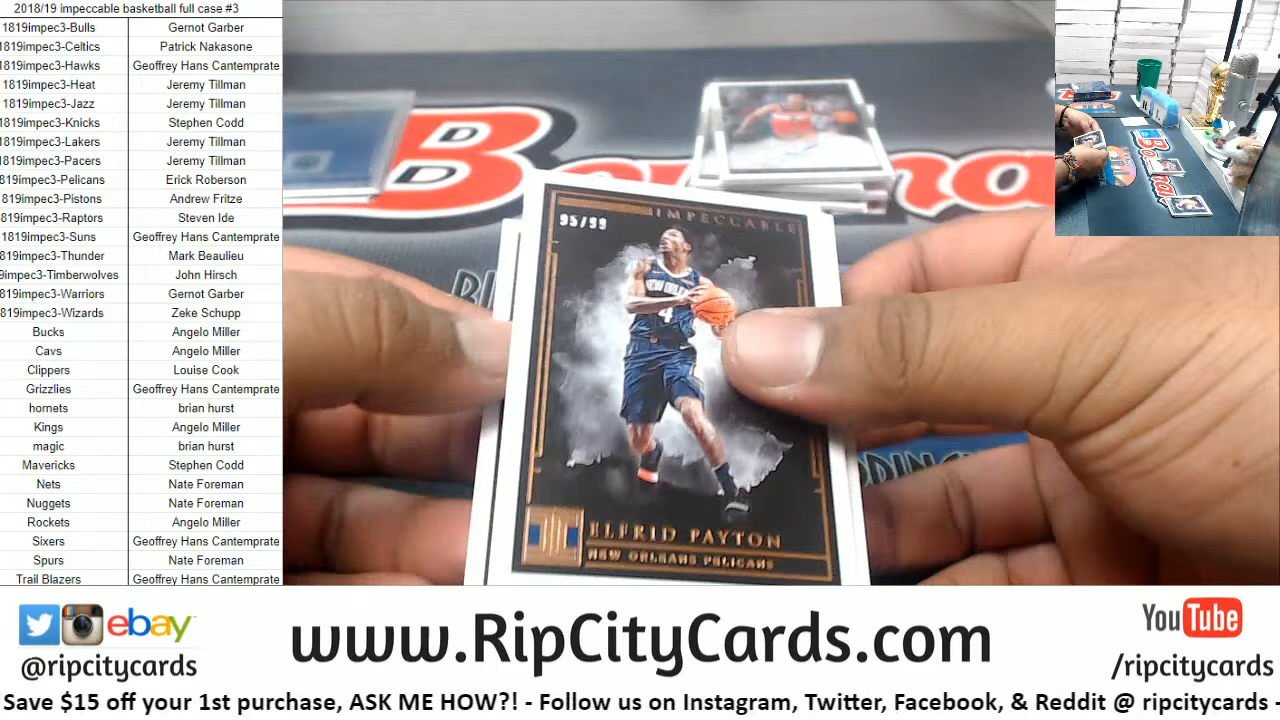 2018/19 impeccable basketball full case #3
1819impec3-Bulls Gernot Garber
1819impec3-Celtics Patrick Nakasone
1819impec3-Hawks Geoffrey Hans Cantemprate
1819impec3-Heat Jeremy Tillman
1819impec3-Jazz Jeremy Tillman
1819impec3-Knicks Stephen Codd
1819impec3-Lakers Jeremy Tillman
1819impec3-Pacers Jeremy Tillman
819impec3-Pelicans Erick Roberson
819impec3-Pistons Andrew Fritze
819impec3-Raptors Steven Ide
1819impec3-Suns Geoffrey Hans Cantemprate
819impec3-Thunder Mark Beaulieu
9impec3-Timberwolves John Hirsch
819impec3-Warriors Gernot Garber
819impec3-Wizards Zeke Schupp
Bucks Angelo Miller
Cavs Angelo Miller
Clippers Louise Cook
Grizzlies Geoffrey Hans Cantemprate
hornets brian hurst
Kings Angelo Miller
magic brian hurst
Mavericks Stephen Codd
Nets Nate Foreman
Nuggets Nate Foreman
Rockets Angelo Miller
Sixers Geoffrey Hans Cantemprate
Spurs Nate Foreman
Trail Blazers Geoffrey Hans Cantemprate
95/99
IMPECCABLE
4
ELFRID PAYTON
NEW ORLEANS PELICANS
ebay
@ripcitycards
www.RipCityCards.com
YouTube
/ripcitycards
Save $15 off your 1st purchase, ASK ME HOW?! - Follow us on Instagram, Twitter, Facebook, & Reddit @ ripcitycards -